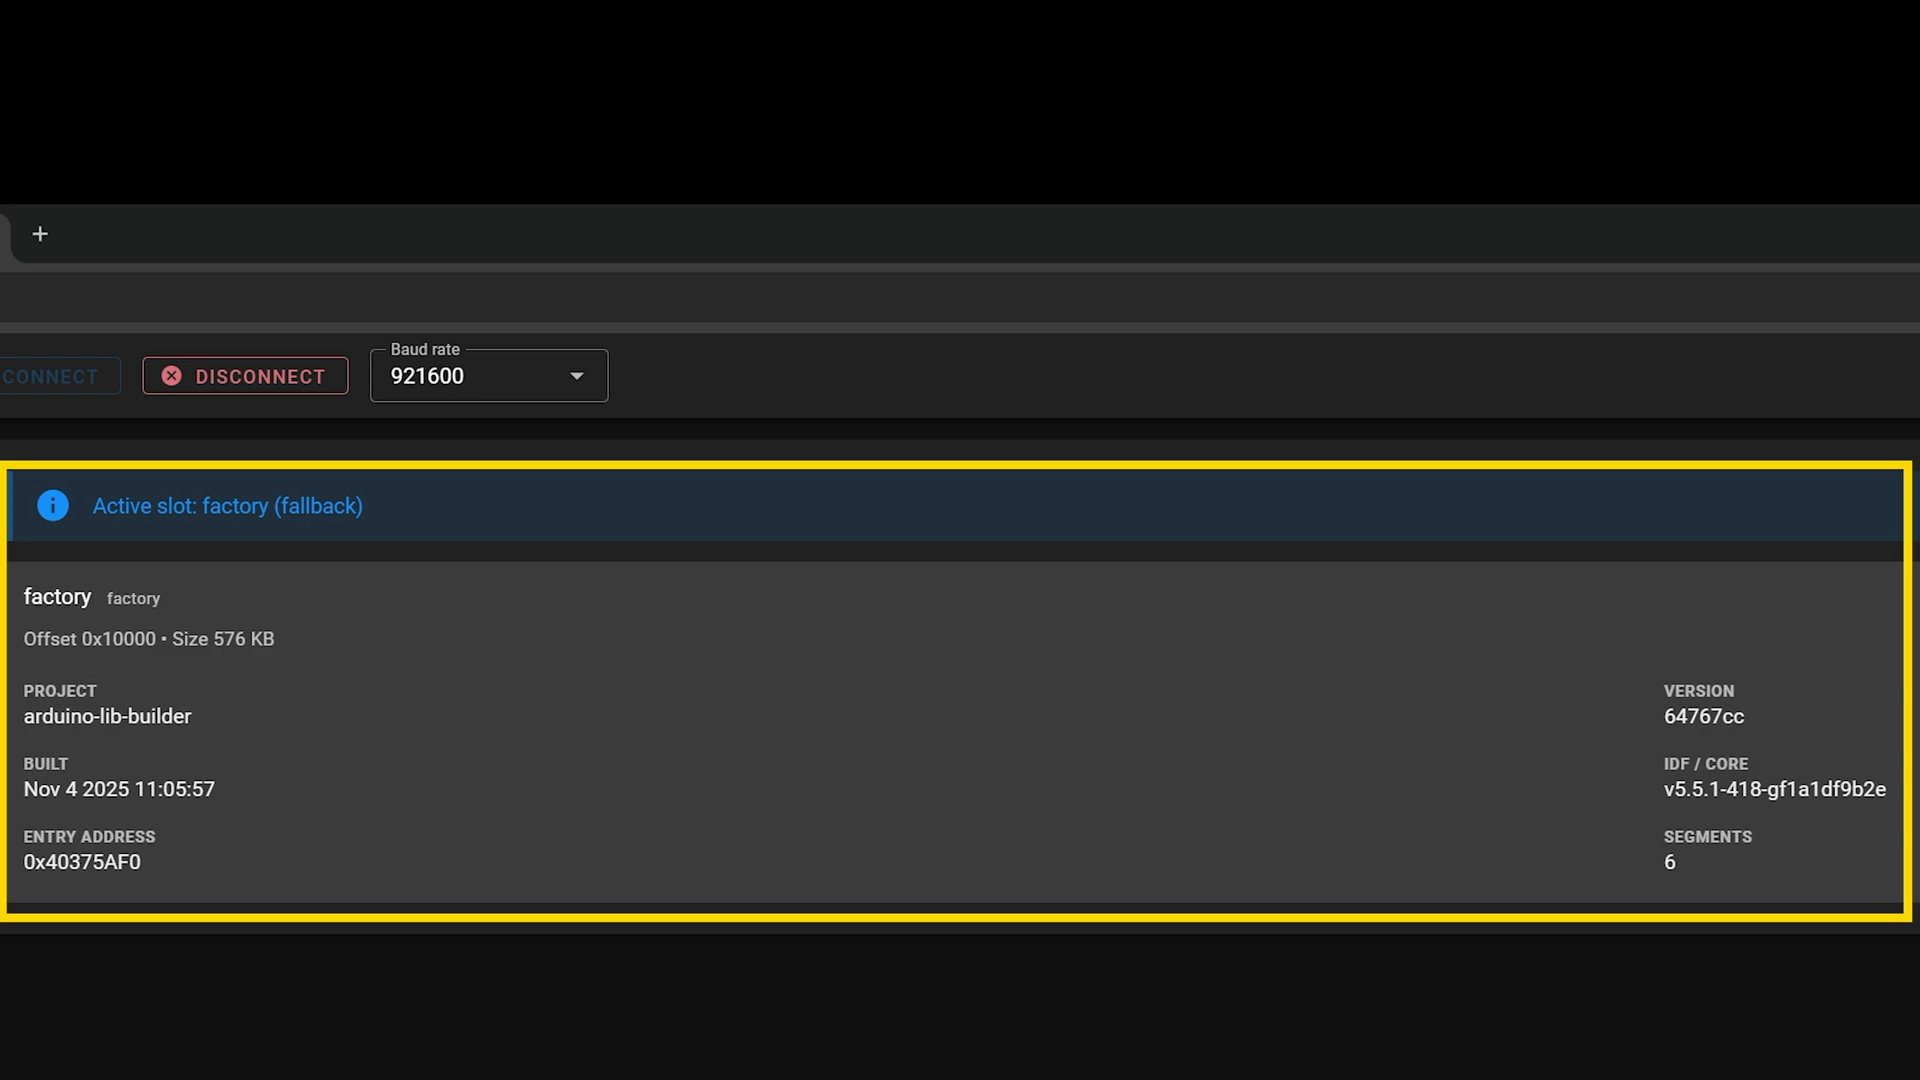 +
CONNECT
DISCONNECT
Baud rate
921600
Active slot: factory (fallback)
factory factory
Offset 0x10000 • Size 576 KB
PROJECT
arduino-lib-builder
VERSION
64767cc
BUILT
Nov 4 2025 11:05:57
IDF / CORE
v5.5.1-418-gf1a1df9b2e
ENTRY ADDRESS
0x40375AF0
SEGMENTS
6